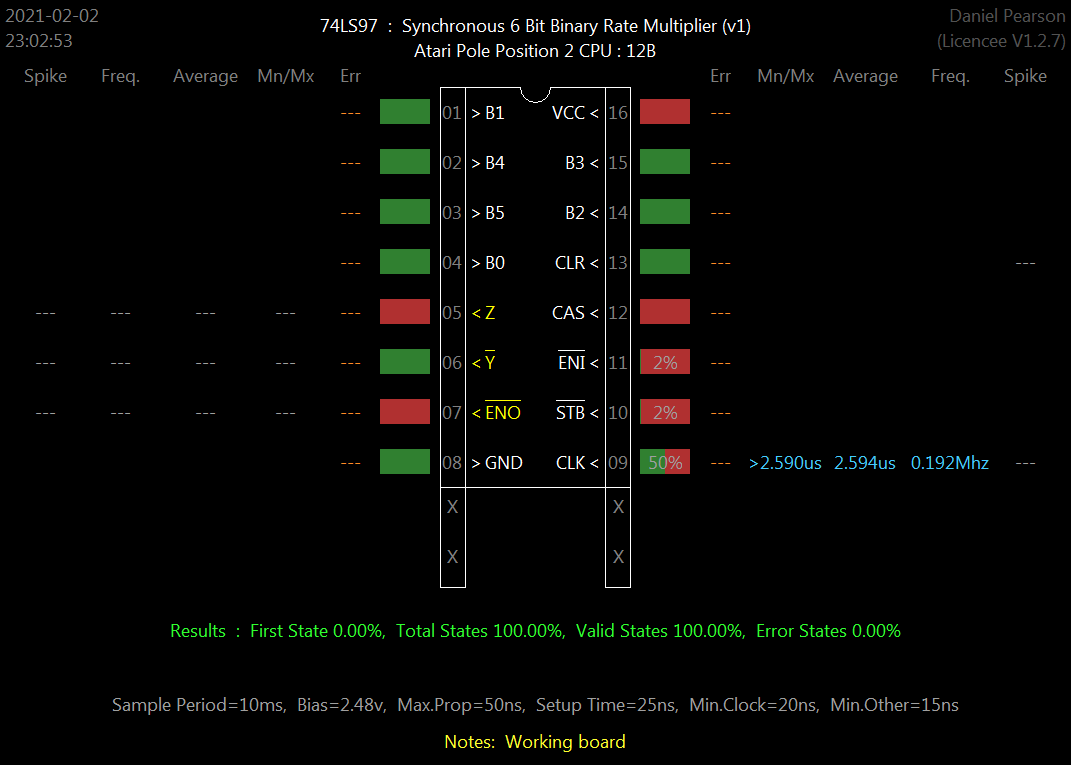 2021-02-02
23:02:53
74LS97 : Synchronous 6 Bit Binary Rate Multiplier (v1)
Atari Pole Position 2 CPU : 12B
Daniel Pearson
(Licencee V1.2.7)
Spike Freq. Average Mn/Mx Err Err Mn/Mx Average Freq. Spike
--- 01 >B1 VCC< 16 ---
--- 02 >B4 B3< 15 ---
--- 03 >B5 B2< 14 ---
--- 04 >B0 CLR< 13 --- ---
--- --- --- --- --- 05 <Z CAS< 12 ---
--- --- --- --- --- 06 <Y̅ E̅N̅I̅< 11 2% ---
--- --- --- --- --- 07 <E̅N̅O̅ S̅T̅B̅< 10 2% ---
--- 08 >GND CLK< 09 50% --- >2.590us 2.594us 0.192Mhz ---
X X
X X
Results : First State 0.00%, Total States 100.00%, Valid States 100.00%, Error States 0.00%
Sample Period=10ms, Bias=2.48v, Max.Prop=50ns, Setup Time=25ns, Min.Clock=20ns, Min.Other=15ns
Notes: Working board